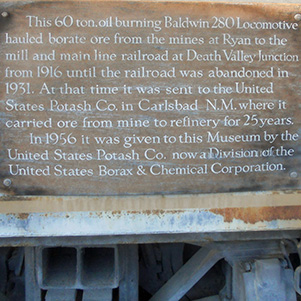 This 60 ton, oil burning Baldwin 280 Locomotive
hauled borate ore from the mines at Ryan to the
mill and main line railroad at Death Valley Junction
from 1916 until the railroad was abandoned in
1931. At that time it was sent to the United
States Potash Co. in Carlsbad N.M. where it
carried ore from mine to refinery for 25 years.
In 1956 it was given to this Museum by the
United States Potash Co. now a Division of the
United States Borax & Chemical Corporation.